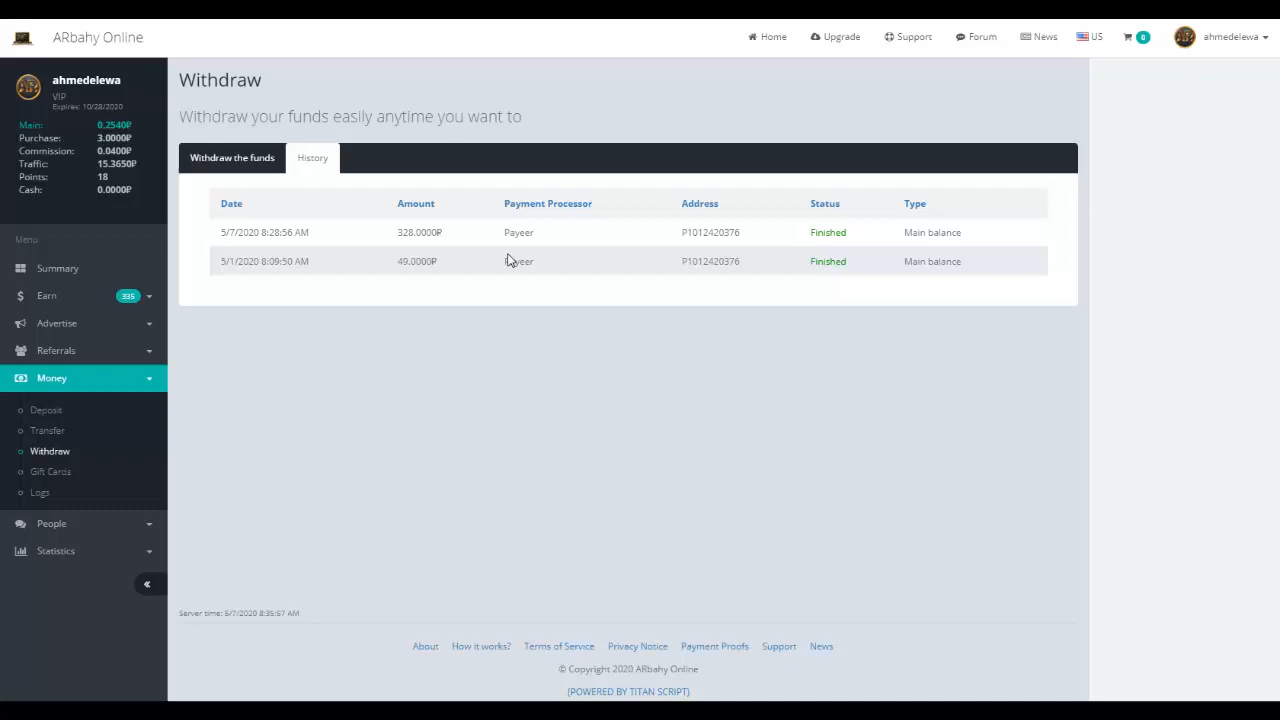 ARbahy Online
Home Upgrade Support Forum News US 0 ahmedelewa
ahmedelewa
VIP
Expires: 10/28/2020
Main: 0.2540₽
Purchase: 3.0000₽
Commission: 0.0400₽
Traffic: 15.3650₽
Points: 18
Cash: 0.0000₽
Menu
Summary
Earn 335
Advertise
Referrals
Money
Deposit
Transfer
Withdraw
Gift Cards
Logs
People
Statistics
Withdraw
Withdraw your funds easily anytime you want to
Withdraw the funds History
Date Amount Payment Processor Address Status Type
5/7/2020 8:28:56 AM 328.0000₽ Payeer P1012420376 Finished Main balance
5/1/2020 8:09:50 AM 49.0000₽ Payeer P1012420376 Finished Main balance
Server time: 5/7/2020 8:35:57 AM
About How it works? Terms of Service Privacy Notice Payment Proofs Support News
© Copyright 2020 ARbahy Online
(POWERED BY TITAN SCRIPT)